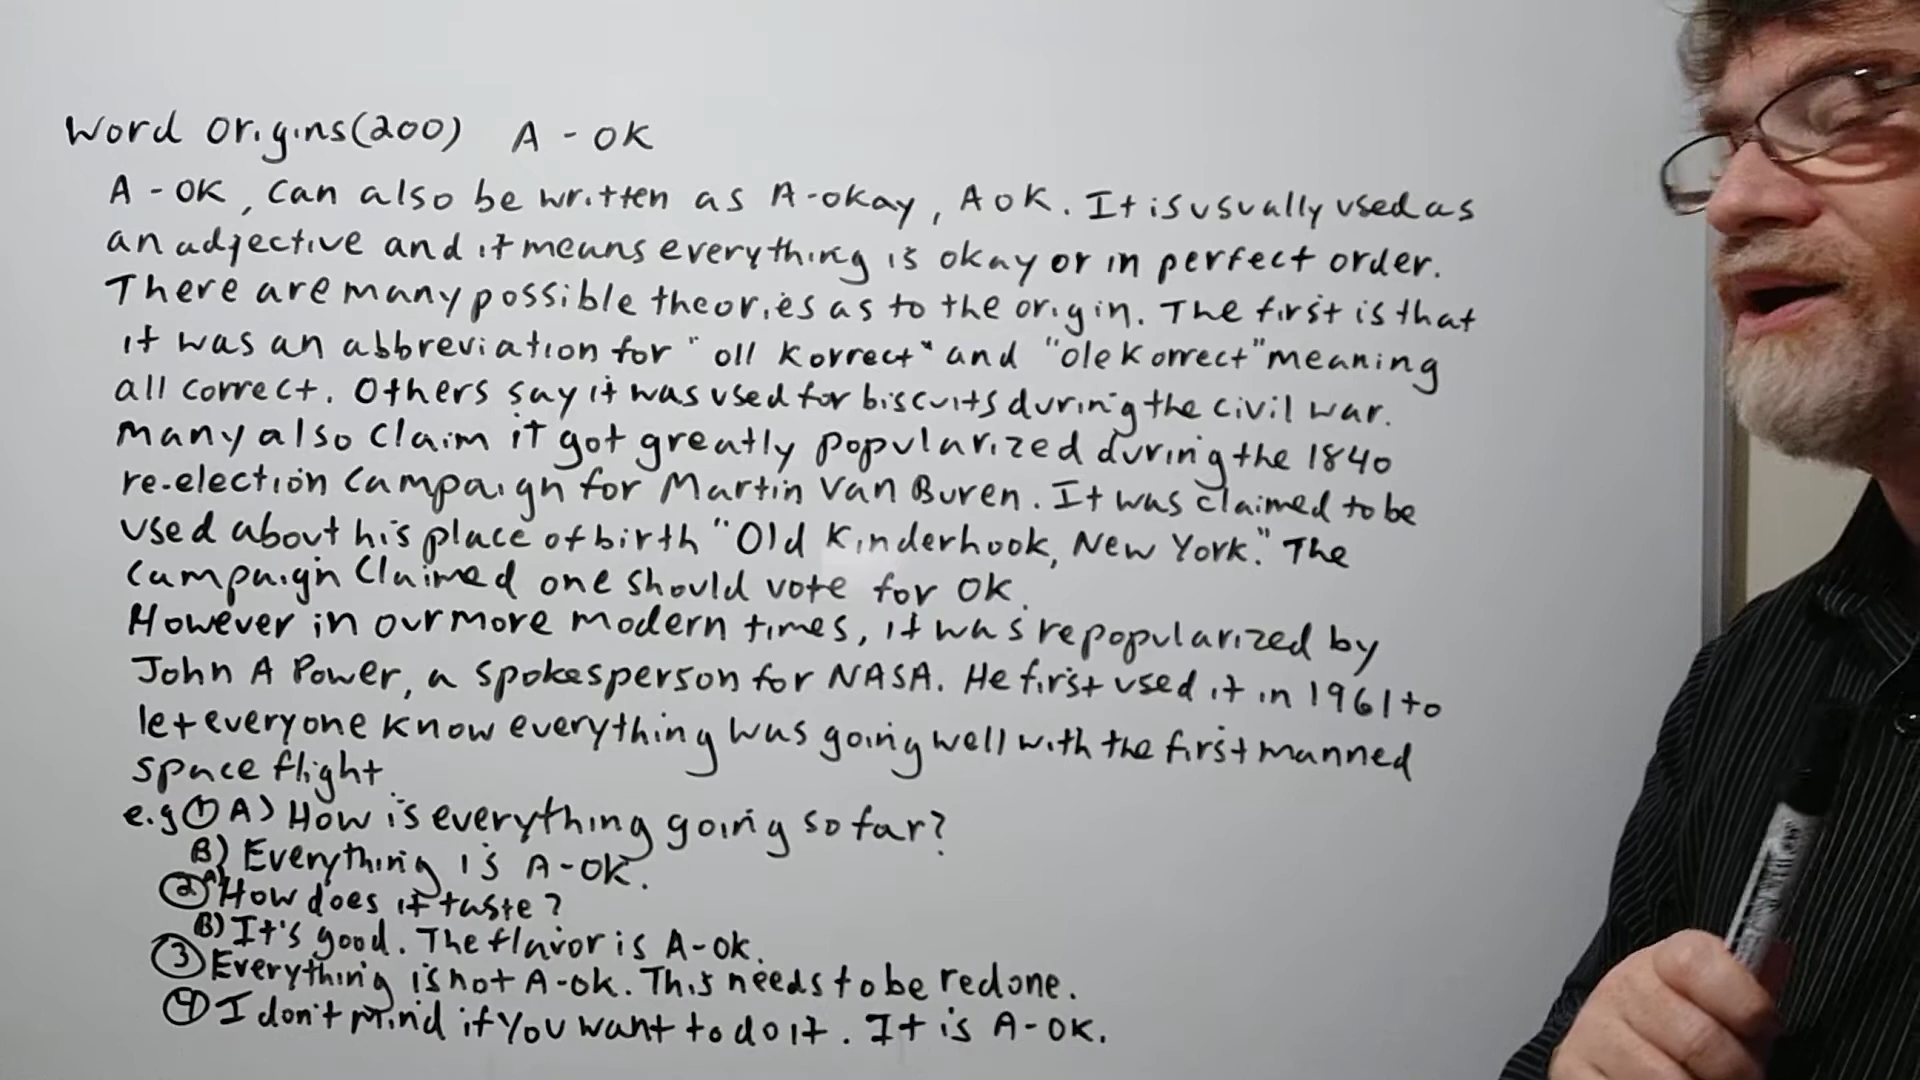 Word Origins(200) A-OK
A-OK, can also be written as A-okay, AOK. It is usually used as
an adjective and it means everything is okay or in perfect order.
There are many possible theories as to the origin. The first is that
it was an abbreviation for "oll korrect" and "ole korrect" meaning
all correct. Others say it was used for biscuits during the civil war.
Many also claim it got greatly popularized during the 1840
re-election campaign for Martin Van Buren. It was claimed to be
used about his place of birth "Old Kinderhook, New York." The
campaign claimed one should vote for OK.
However in our more modern times, it was repopularized by
John A Power, a spokesperson for NASA. He first used it in 1961 to
let everyone know everything was going well with the first manned
space flight.
e.g ① A) How is everything going so far?
B) Everything is A-OK.
② A) How does it taste?
B) It's good. The flavor is A-ok.
③ Everything is not A-ok. This needs to be redone.
④ I don't mind if you want to do it. It is A-OK.